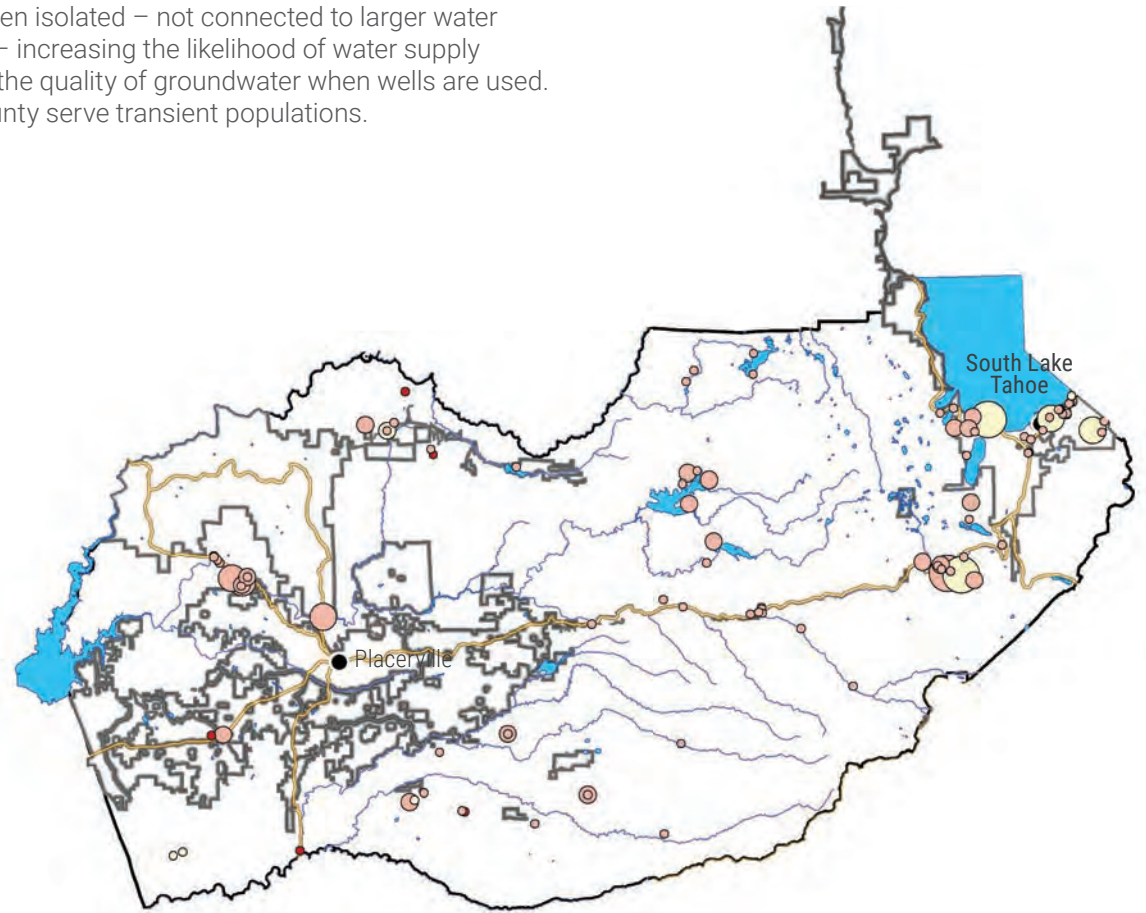 en isolated – not connected to larger water
– increasing the likelihood of water supply
the quality of groundwater when wells are used.
unty serve transient populations.
South Lake
Tahoe
Placerville